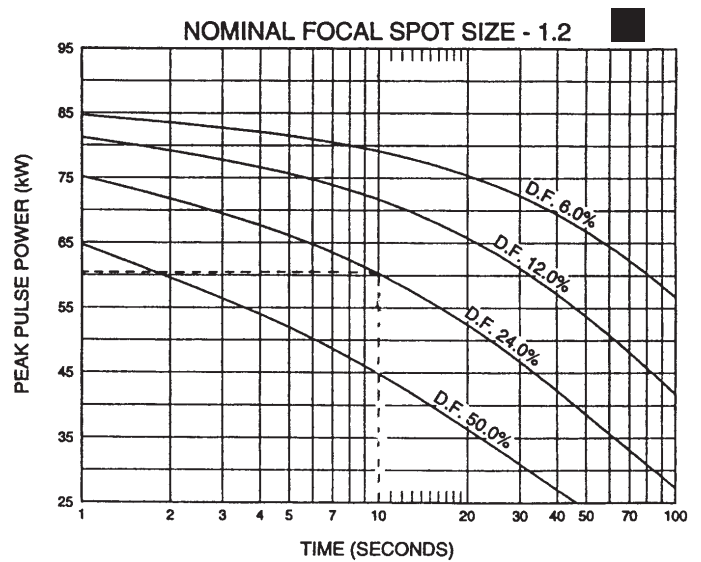 NOMINAL FOCAL SPOT SIZE - 1.2
PEAK PULSE POWER (kW)
95
85
75
65
55
45
35
25
D.F. 6.0%
D.F. 12.0%
D.F. 24.0%
D.F. 50.0%
1 2 3 4 5 7 10 20 30 40 50 70 100
TIME (SECONDS)